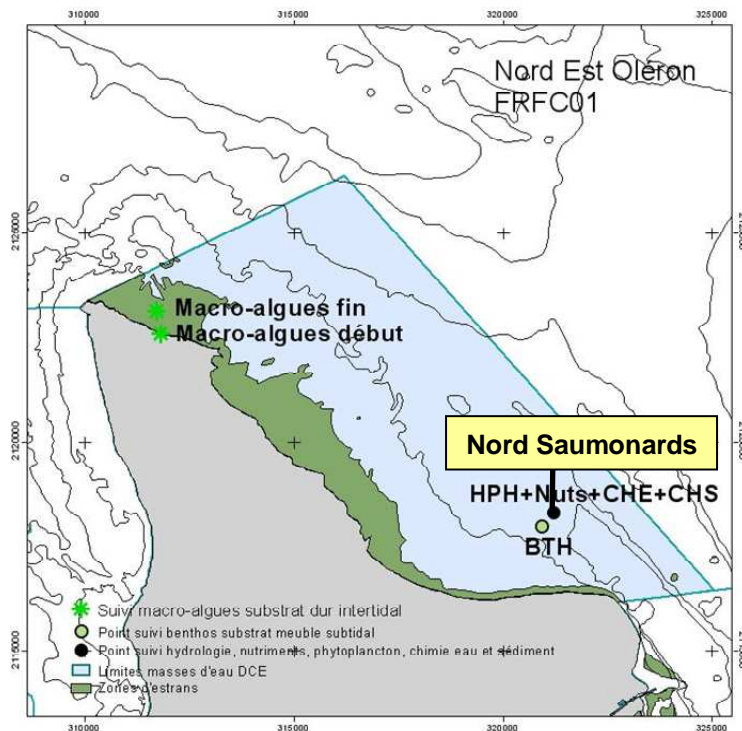 310000 315000 320000 325000
Nord Est Oléron
FRFC01
2125000
Macro-algues fin
Macro-algues début
2120000
Nord Saumonards
HPH+Nuts+CHE+CHS
BTH
Suivi macro-algues substrat dur intertidal
Point suivi benthos substrat meuble subtidal
Point suivi hydrologie, nutriments, phytoplancton, chimie eau et sédiment
Limites masses d'eau DCE
Zones d'estrans
2115000
310000 315000 320000 325000